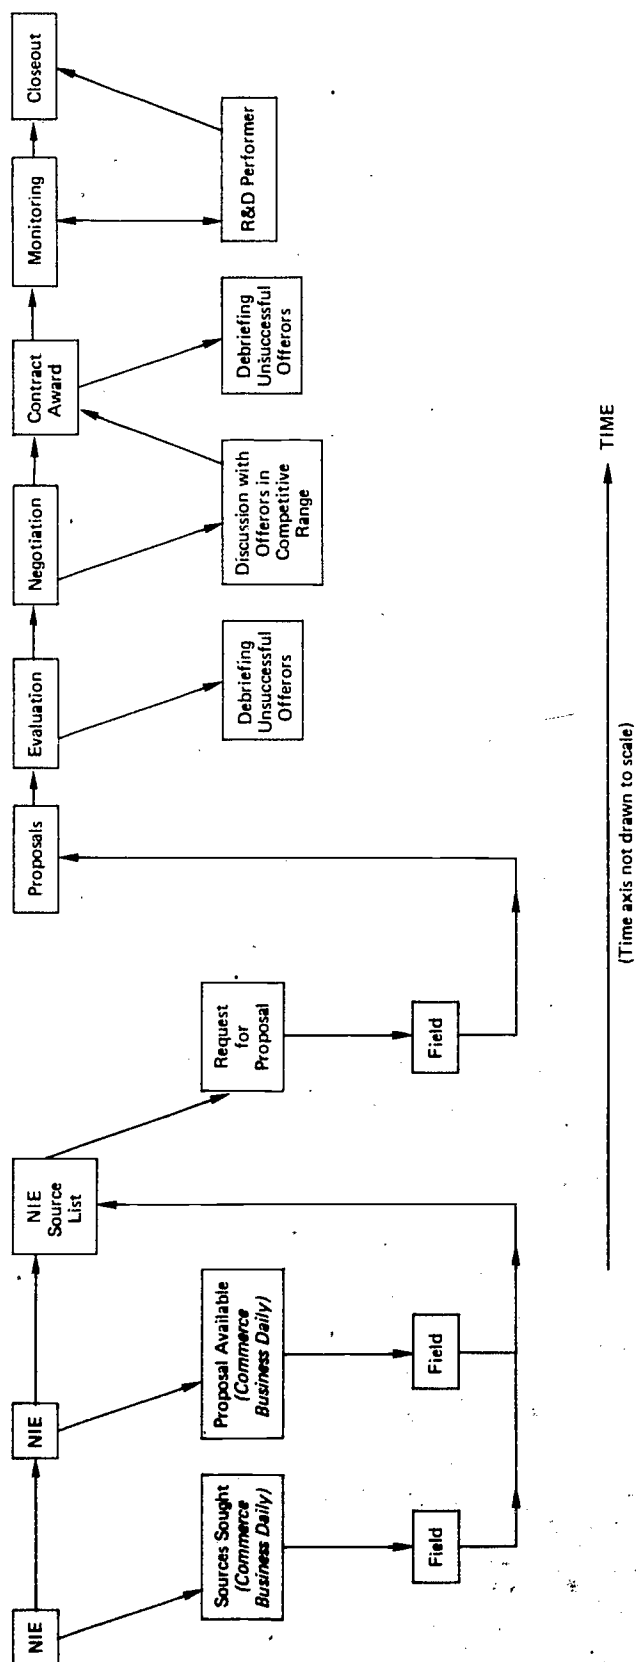 NIE
NIE
NIE
Source
List
Proposals
Evaluation
Negotiation
Contract
Award
Monitoring
Closeout
Sources Sought
(Commerce
Business Daily)
Proposal Available
(Commerce
Business Daily)
Request
for
Proposal
Debriefing
Unsuccessful
Offerors
Discussion with
Offerors in
Competitive
Range
Debriefing
Unsuccessful
Offerors
R&D Performer
Field
Field
Field
TIME
(Time axis not drawn to scale)